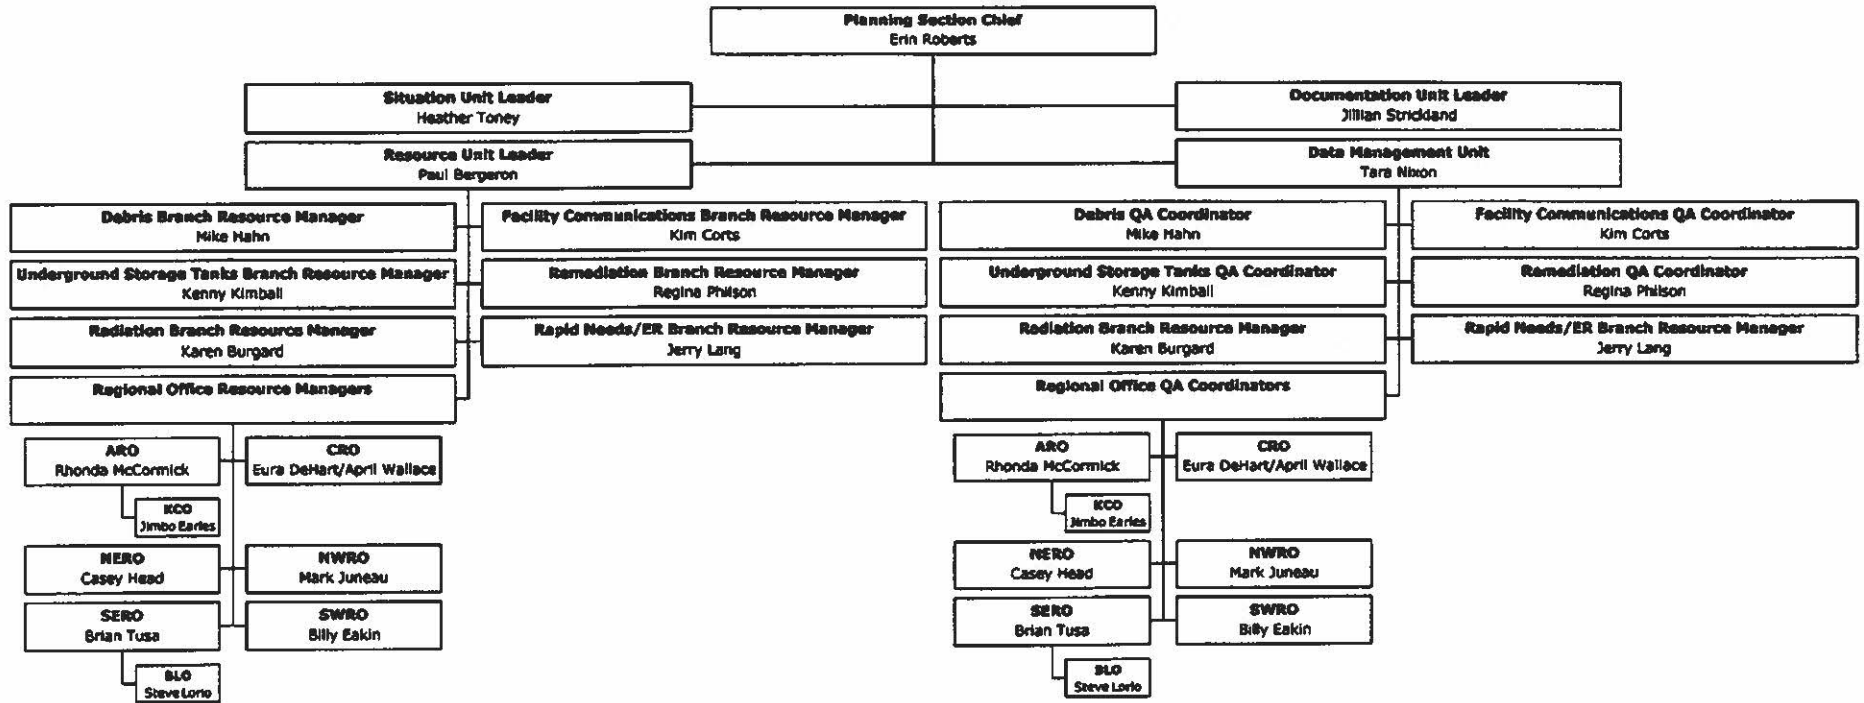 Planning Section Chief
Erin Roberts
Situation Unit Leader
Heather Toney
Documentation Unit Leader
Jillian Strickland
Resource Unit Leader
Paul Bergeron
Data Management Unit
Tara Nixon
Debris Branch Resource Manager
Mike Hahn
Facility Communications Branch Resource Manager
Kim Corts
Underground Storage Tanks Branch Resource Manager
Kenny Kimball
Remediation Branch Resource Manager
Regina Philson
Radiation Branch Resource Manager
Karen Burgard
Rapid Needs/ER Branch Resource Manager
Jerry Lang
Regional Office Resource Managers
ARO
Rhonda McCormick
CRO
Eura DeHart/April Wallace
KCO
Jimbo Earles
NERO
Casey Head
NWRO
Mark Juneau
SERO
Brian Tusa
SWRO
Billy Eakin
BLO
Steve Lorio
Debris QA Coordinator
Mike Hahn
Facility Communications QA Coordinator
Kim Corts
Underground Storage Tanks QA Coordinator
Kenny Kimball
Remediation QA Coordinator
Regina Philson
Radiation Branch Resource Manager
Karen Burgard
Rapid Needs/ER Branch Resource Manager
Jerry Lang
Regional Office QA Coordinators
ARO
Rhonda McCormick
CRO
Eura DeHart/April Wallace
KCO
Jimbo Earles
NERO
Casey Head
NWRO
Mark Juneau
SERO
Brian Tusa
SWRO
Billy Eakin
BLO
Steve Lorio